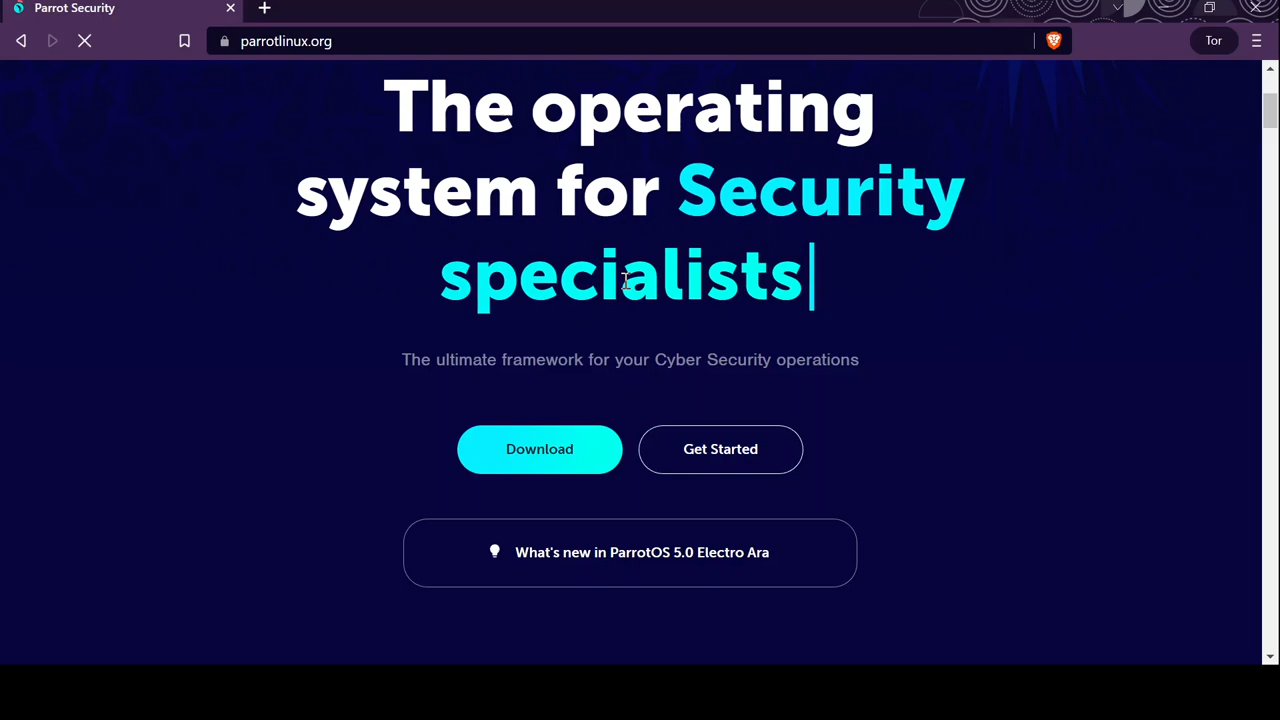 Parrot Security
parrotlinux.org
Tor
The operating
system for Security
specialists
The ultimate framework for your Cyber Security operations
Download
Get Started
What's new in ParrotOS 5.0 Electro Ara